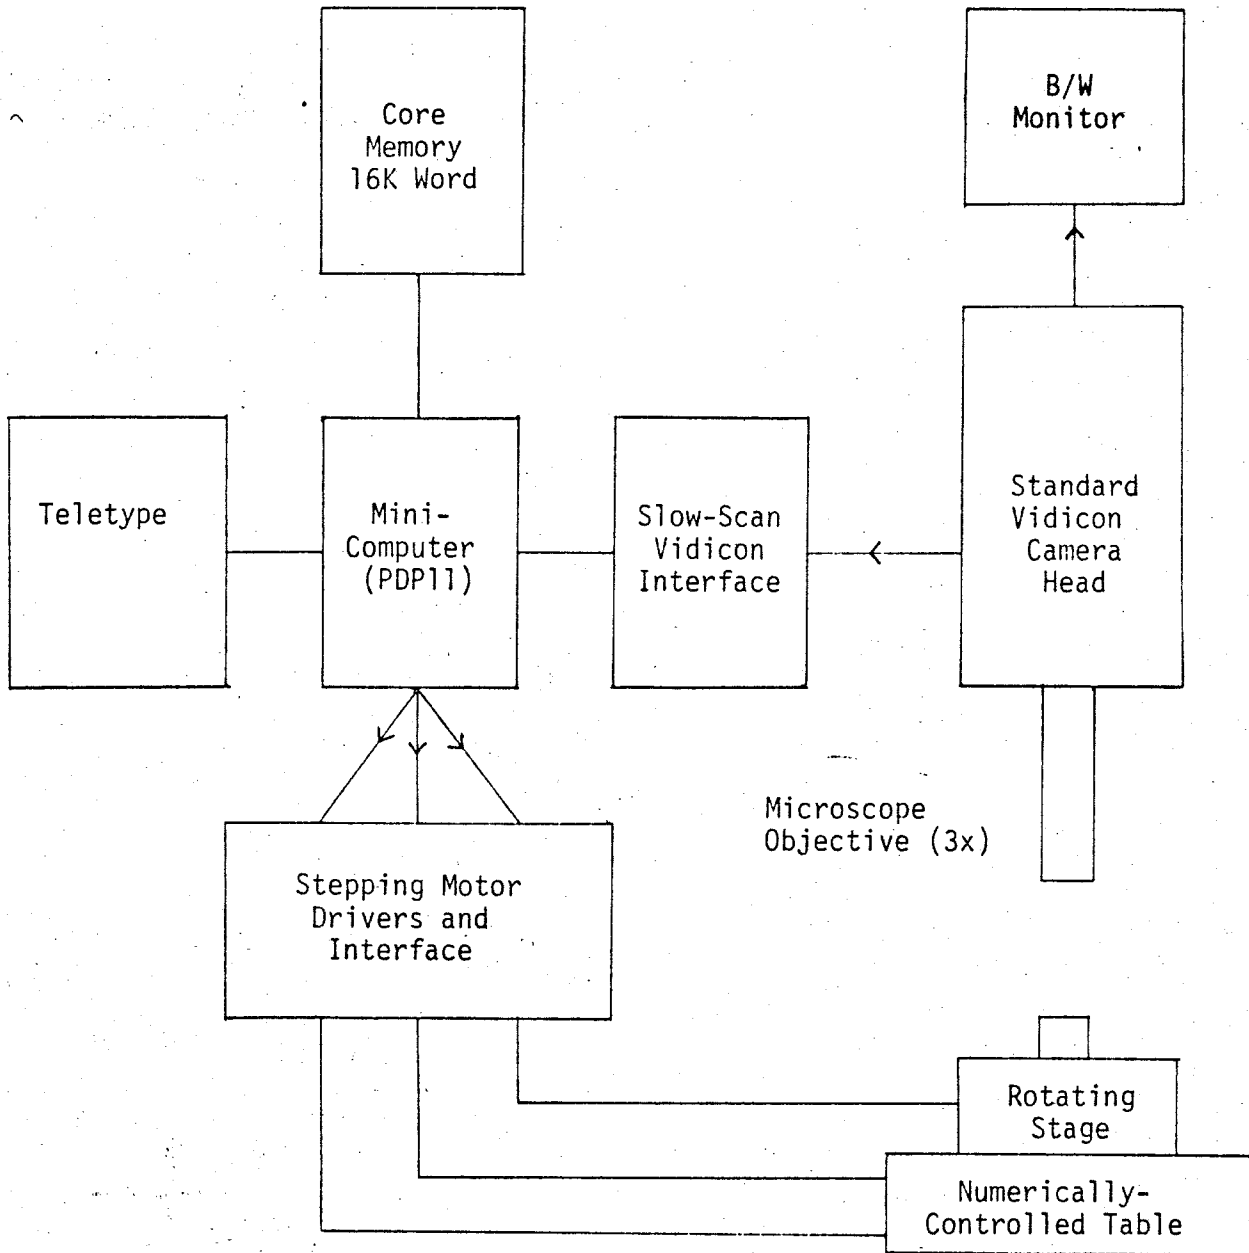 Core
Memory
16K Word
B/W
Monitor
Teletype
Mini-
Computer
(PDP11)
Slow-Scan
Vidicon
Interface
Standard
Vidicon
Camera
Head
Microscope
Objective (3x)
Stepping Motor
Drivers and
Interface
Rotating
Stage
Numerically-
Controlled Table